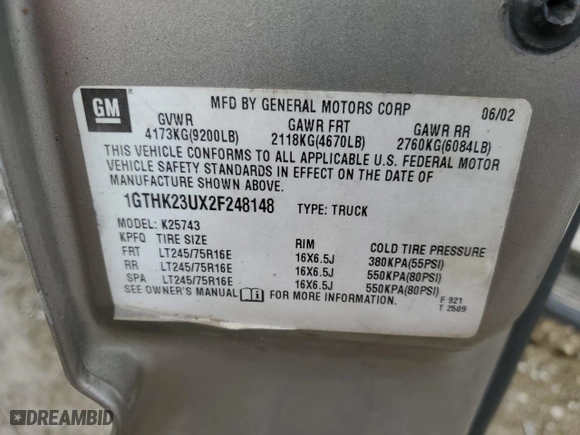 GM
MFD BY GENERAL MOTORS CORP 06/02
GVWR GAWR FRT GAWR RR
4173KG(9200LB) 2118KG(4670LB) 2760KG(6084LB)
THIS VEHICLE CONFORMS TO ALL APPLICABLE U.S. FEDERAL MOTOR
VEHICLE SAFETY STANDARDS IN EFFECT ON THE DATE OF
MANUFACTURE SHOWN ABOVE.
1GTHK23UX2F248148 TYPE: TRUCK
MODEL: K25743
KPFQ TIRE SIZE RIM COLD TIRE PRESSURE
FRT LT245/75R16E 16X6.5J 380KPA(55PSI)
RR LT245/75R16E 16X6.5J 550KPA(80PSI)
SPA LT245/75R16E 16X6.5J 550KPA(80PSI)
SEE OWNER'S MANUAL FOR MORE INFORMATION.
F 921
T 2509
DREAMBID